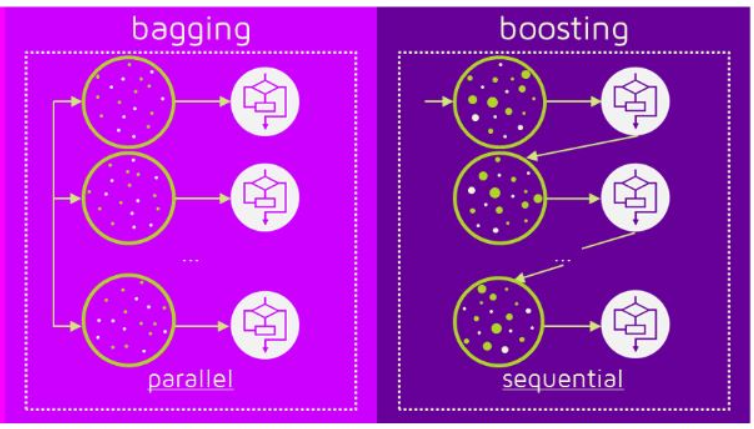 bagging
boosting
...
...
parallel
sequential